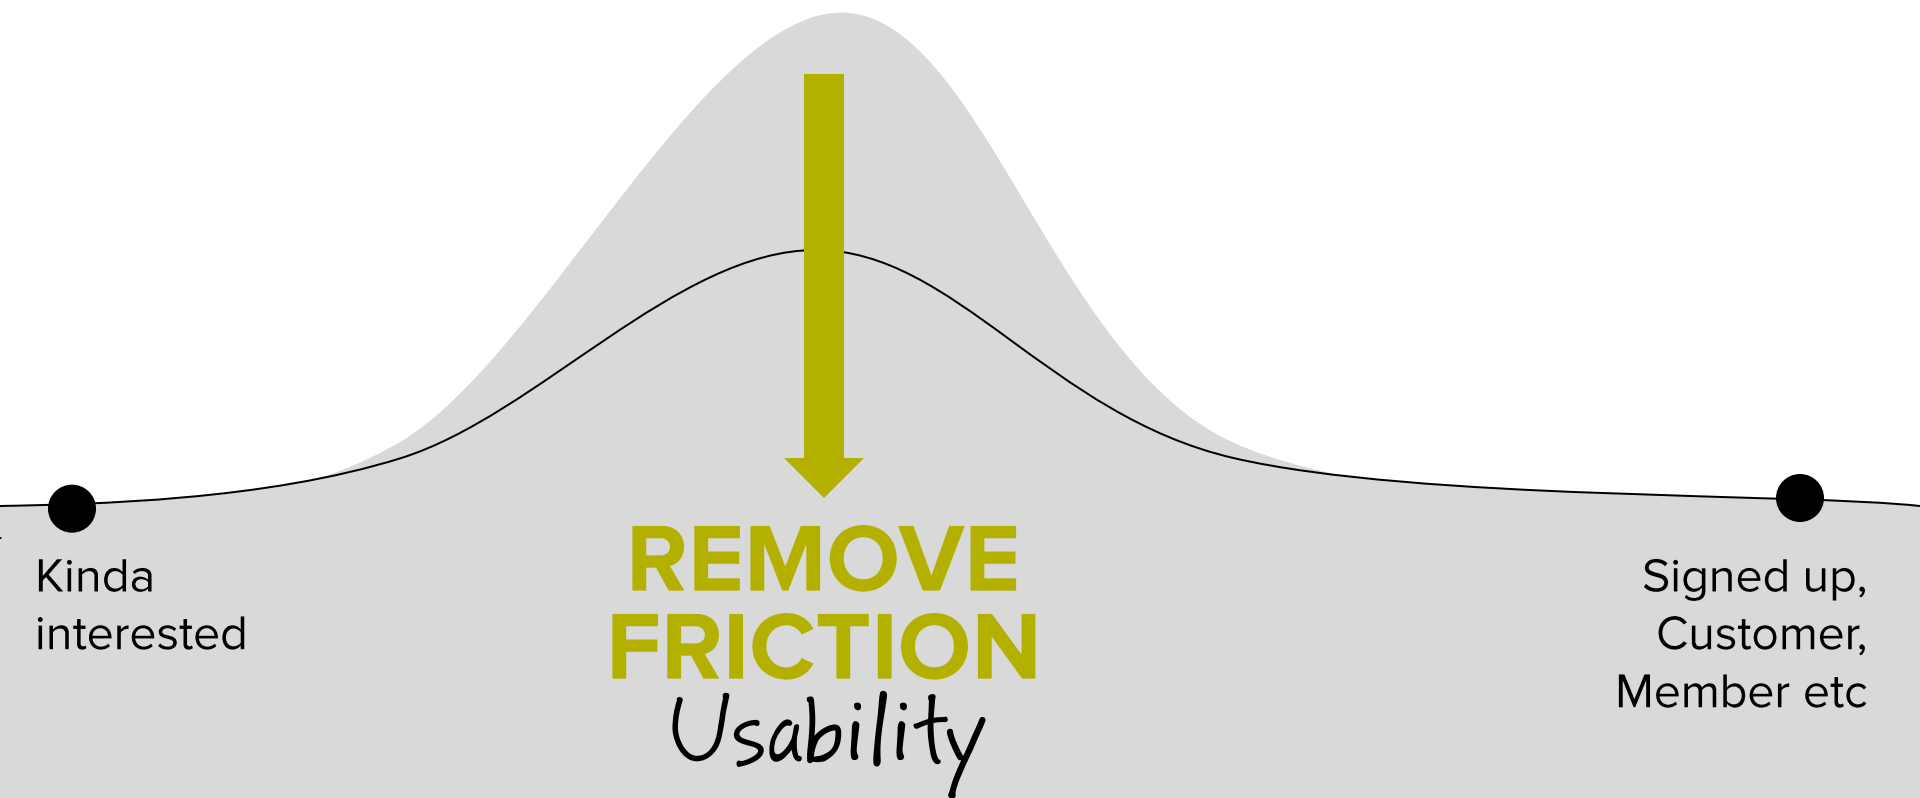 Kinda
interested
REMOVE
FRICTION
Usability
Signed up,
Customer,
Member etc